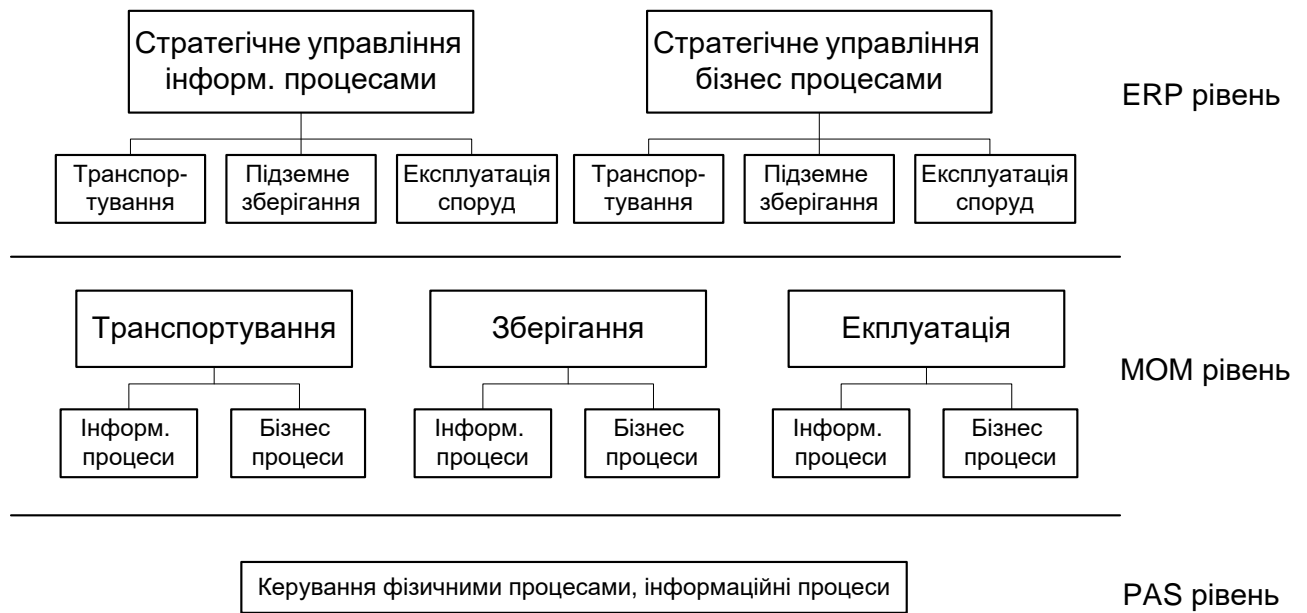 Стратегічне управління
інформ. процесами
Стратегічне управління
бізнес процесами
ERP рівень
Транспор-
тування
Підземне
зберігання
Експлуатація
споруд
Транспор-
тування
Підземне
зберігання
Експлуатація
споруд
Транспортування
Зберігання
Екплуатація
MOM рівень
Інформ.
процеси
Бізнес
процеси
Інформ.
процеси
Бізнес
процеси
Інформ.
процеси
Бізнес
процеси
Керування фізичними процесами, інформаційні процеси
PAS рівень